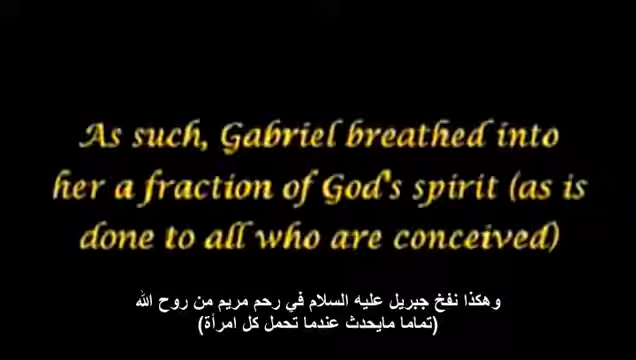 As such, Gabriel breathed into
her a fraction of God's spirit (as is
done to all who are conceived)
وهكذا نفخ جبريل عليه السلام في رحم مريم من روح الله
(تماما مايحدث عندما تحمل كل امرأة)